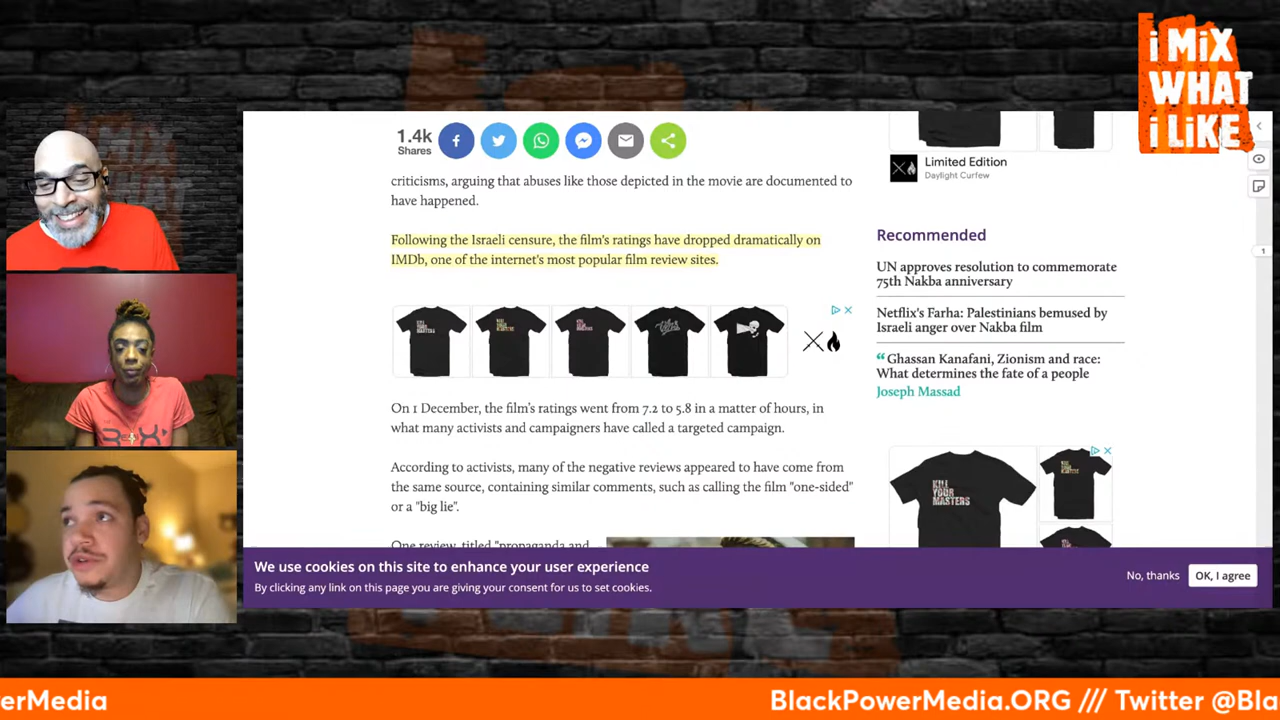 i MiX
WHAT
i LiKE
1.4k
Shares
criticisms, arguing that abuses like those depicted in the movie are documented to
have happened.
Following the Israeli censure, the film's ratings have dropped dramatically on
IMDb, one of the internet's most popular film review sites.
On 1 December, the film's ratings went from 7.2 to 5.8 in a matter of hours, in
what many activists and campaigners have called a targeted campaign.
According to activists, many of the negative reviews appeared to have come from
the same source, containing similar comments, such as calling the film "one-sided"
or a "big lie".
One review, titled "propaganda and
Limited Edition
Daylight Curfew
Recommended
UN approves resolution to commemorate
75th Nakba anniversary
Netflix's Farha: Palestinians bemused by
Israeli anger over Nakba film
“Ghassan Kanafani, Zionism and race:
What determines the fate of a people
Joseph Massad
KILL
YOUR
MASTERS
1
We use cookies on this site to enhance your user experience
By clicking any link on this page you are giving your consent for us to set cookies.
No, thanks
OK, I agree
erMedia
BlackPowerMedia.ORG /// Twitter @Bla